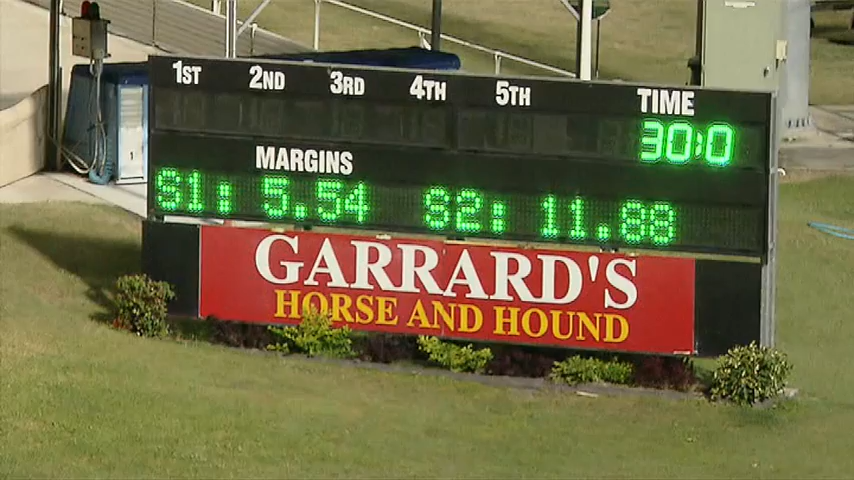 1ST 2ND 3RD 4TH 5TH TIME
30:0
MARGINS
S1: 5.54 S2: 11.88
GARRARD'S
HORSE AND HOUND
1